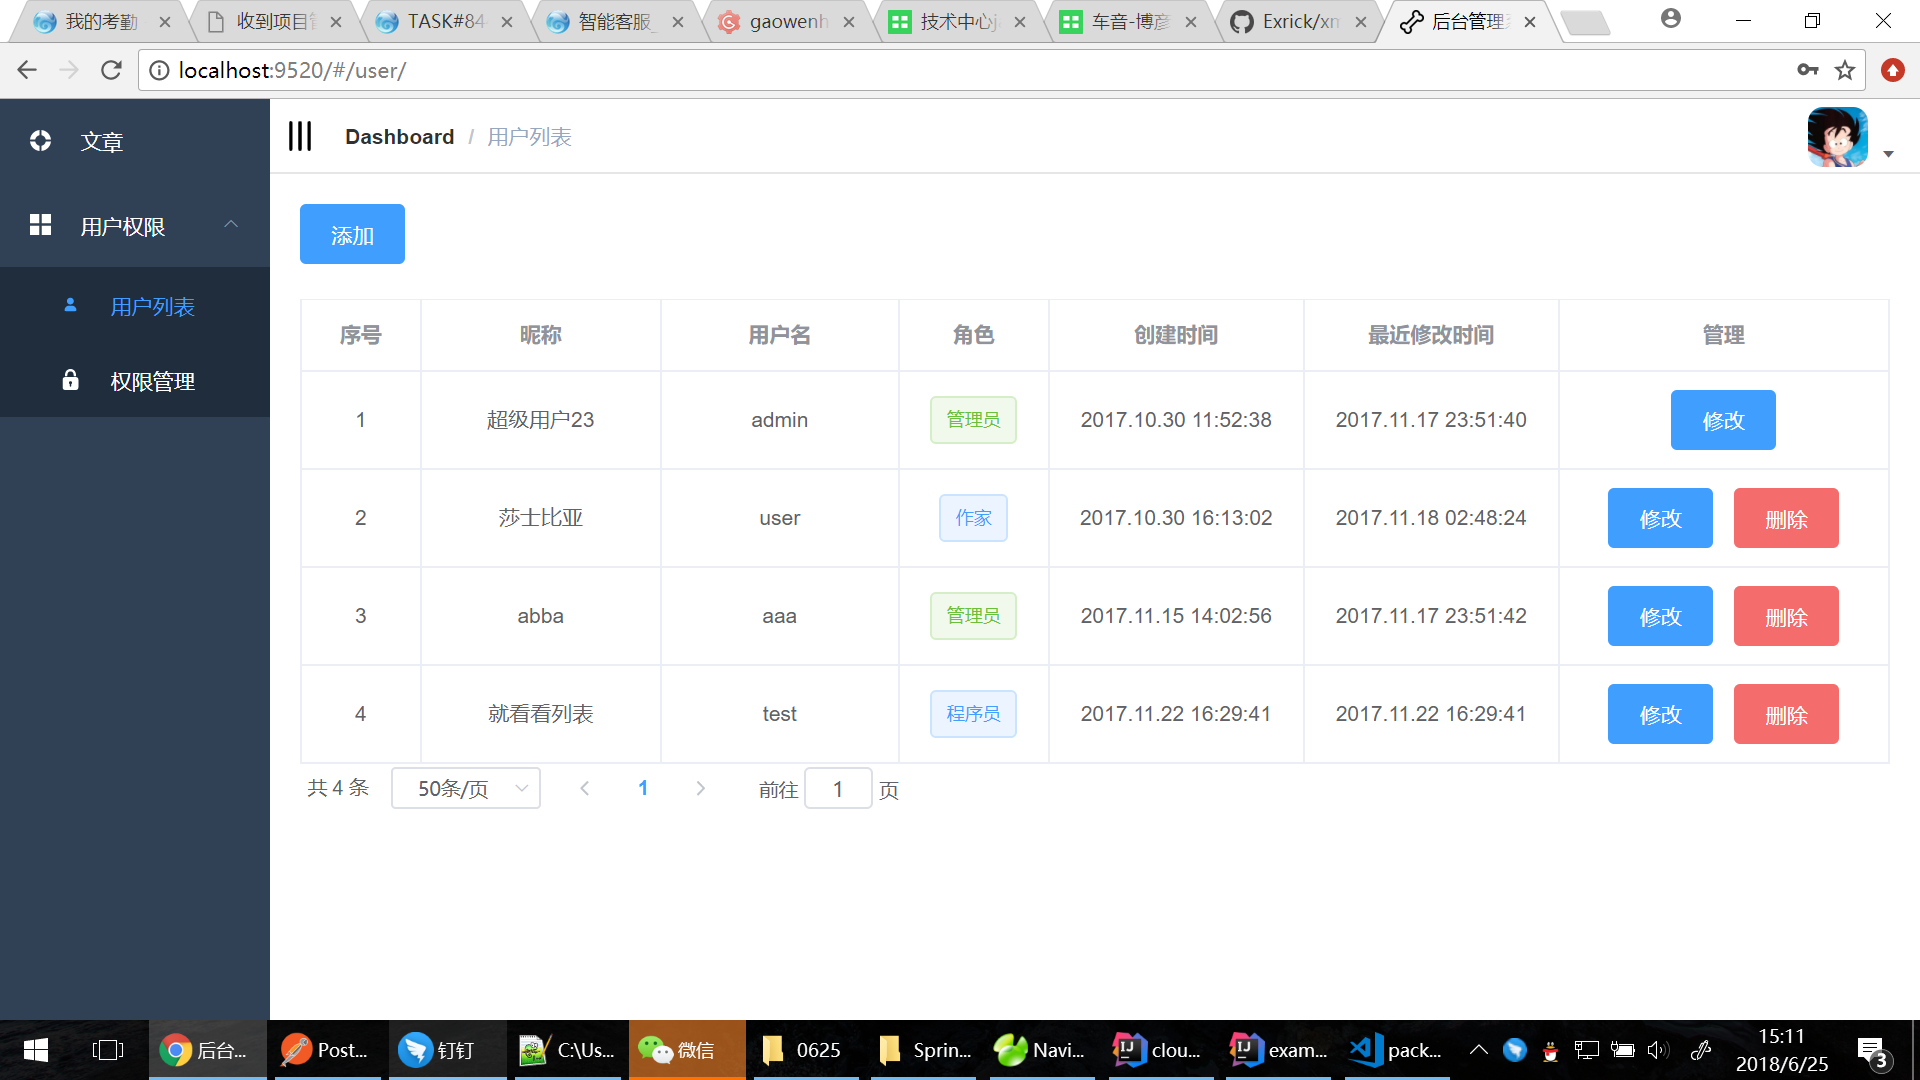 我的考勤
收到项目
TASK#84
智能客服_
gaowenh
技术中心j
车音-博彦
Exrick/xm
后台管理
localhost:9520/#/user/
文章
用户权限
用户列表
权限管理
Dashboard / 用户列表
添加
序号 昵称 用户名 角色 创建时间 最近修改时间 管理
1 超级用户23 admin 管理员 2017.10.30 11:52:38 2017.11.17 23:51:40 修改
2 莎士比亚 user 作家 2017.10.30 16:13:02 2017.11.18 02:48:24 修改 删除
3 abba aaa 管理员 2017.11.15 14:02:56 2017.11.17 23:51:42 修改 删除
4 就看看列表 test 程序员 2017.11.22 16:29:41 2017.11.22 16:29:41 修改 删除
共 4 条 50条/页 1 前往 1 页
后台... Post... 钉钉 C:\Us... 微信 0625 Sprin... Navi... clou... exam... pack...
15:11
2018/6/25
3